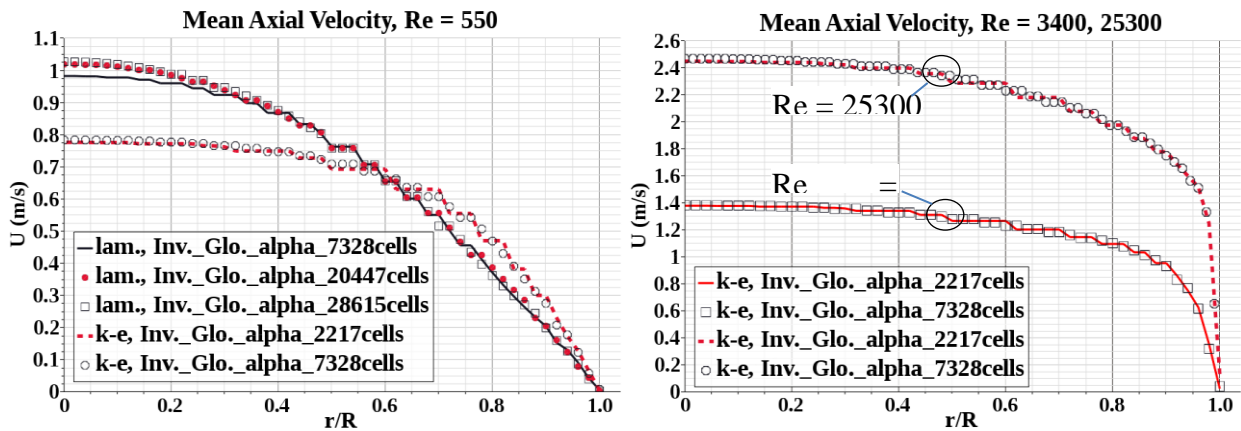 Mean Axial Velocity, Re = 550
1.1
1
0.9
0.8
0.7
0.6
0.5
0.4
0.3
0.2
0.1
0
U (m/s)
lam., Inv._Glo._alpha_7328cells
lam., Inv._Glo._alpha_20447cells
lam., Inv._Glo._alpha_28615cells
k-e, Inv._Glo._alpha_2217cells
k-e, Inv._Glo._alpha_7328cells
0 0.2 0.4 0.6 0.8 1.0
r/R
Mean Axial Velocity, Re = 3400, 25300
2.6
2.4
2.2
2
1.8
1.6
1.4
1.2
1
0.8
0.6
0.4
0.2
0
U (m/s)
Re = 25300
Re =
k-e, Inv._Glo._alpha_2217cells
k-e, Inv._Glo._alpha_7328cells
k-e, Inv._Glo._alpha_2217cells
k-e, Inv._Glo._alpha_7328cells
0 0.2 0.4 0.6 0.8 1.0
r/R